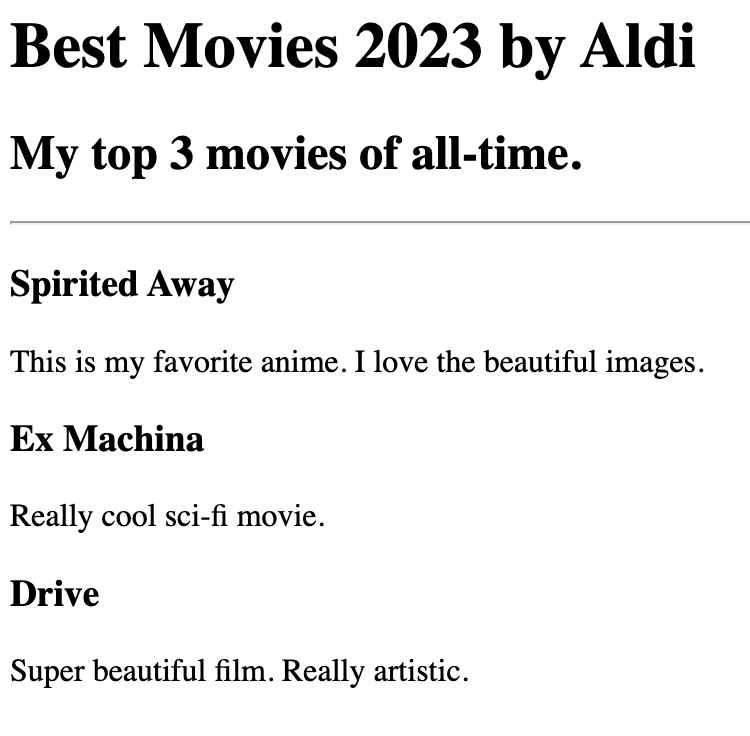 Best Movies 2023 by Aldi
My top 3 movies of all-time.
Spirited Away
This is my favorite anime. I love the beautiful images.
Ex Machina
Really cool sci-fi movie.
Drive
Super beautiful film. Really artistic.